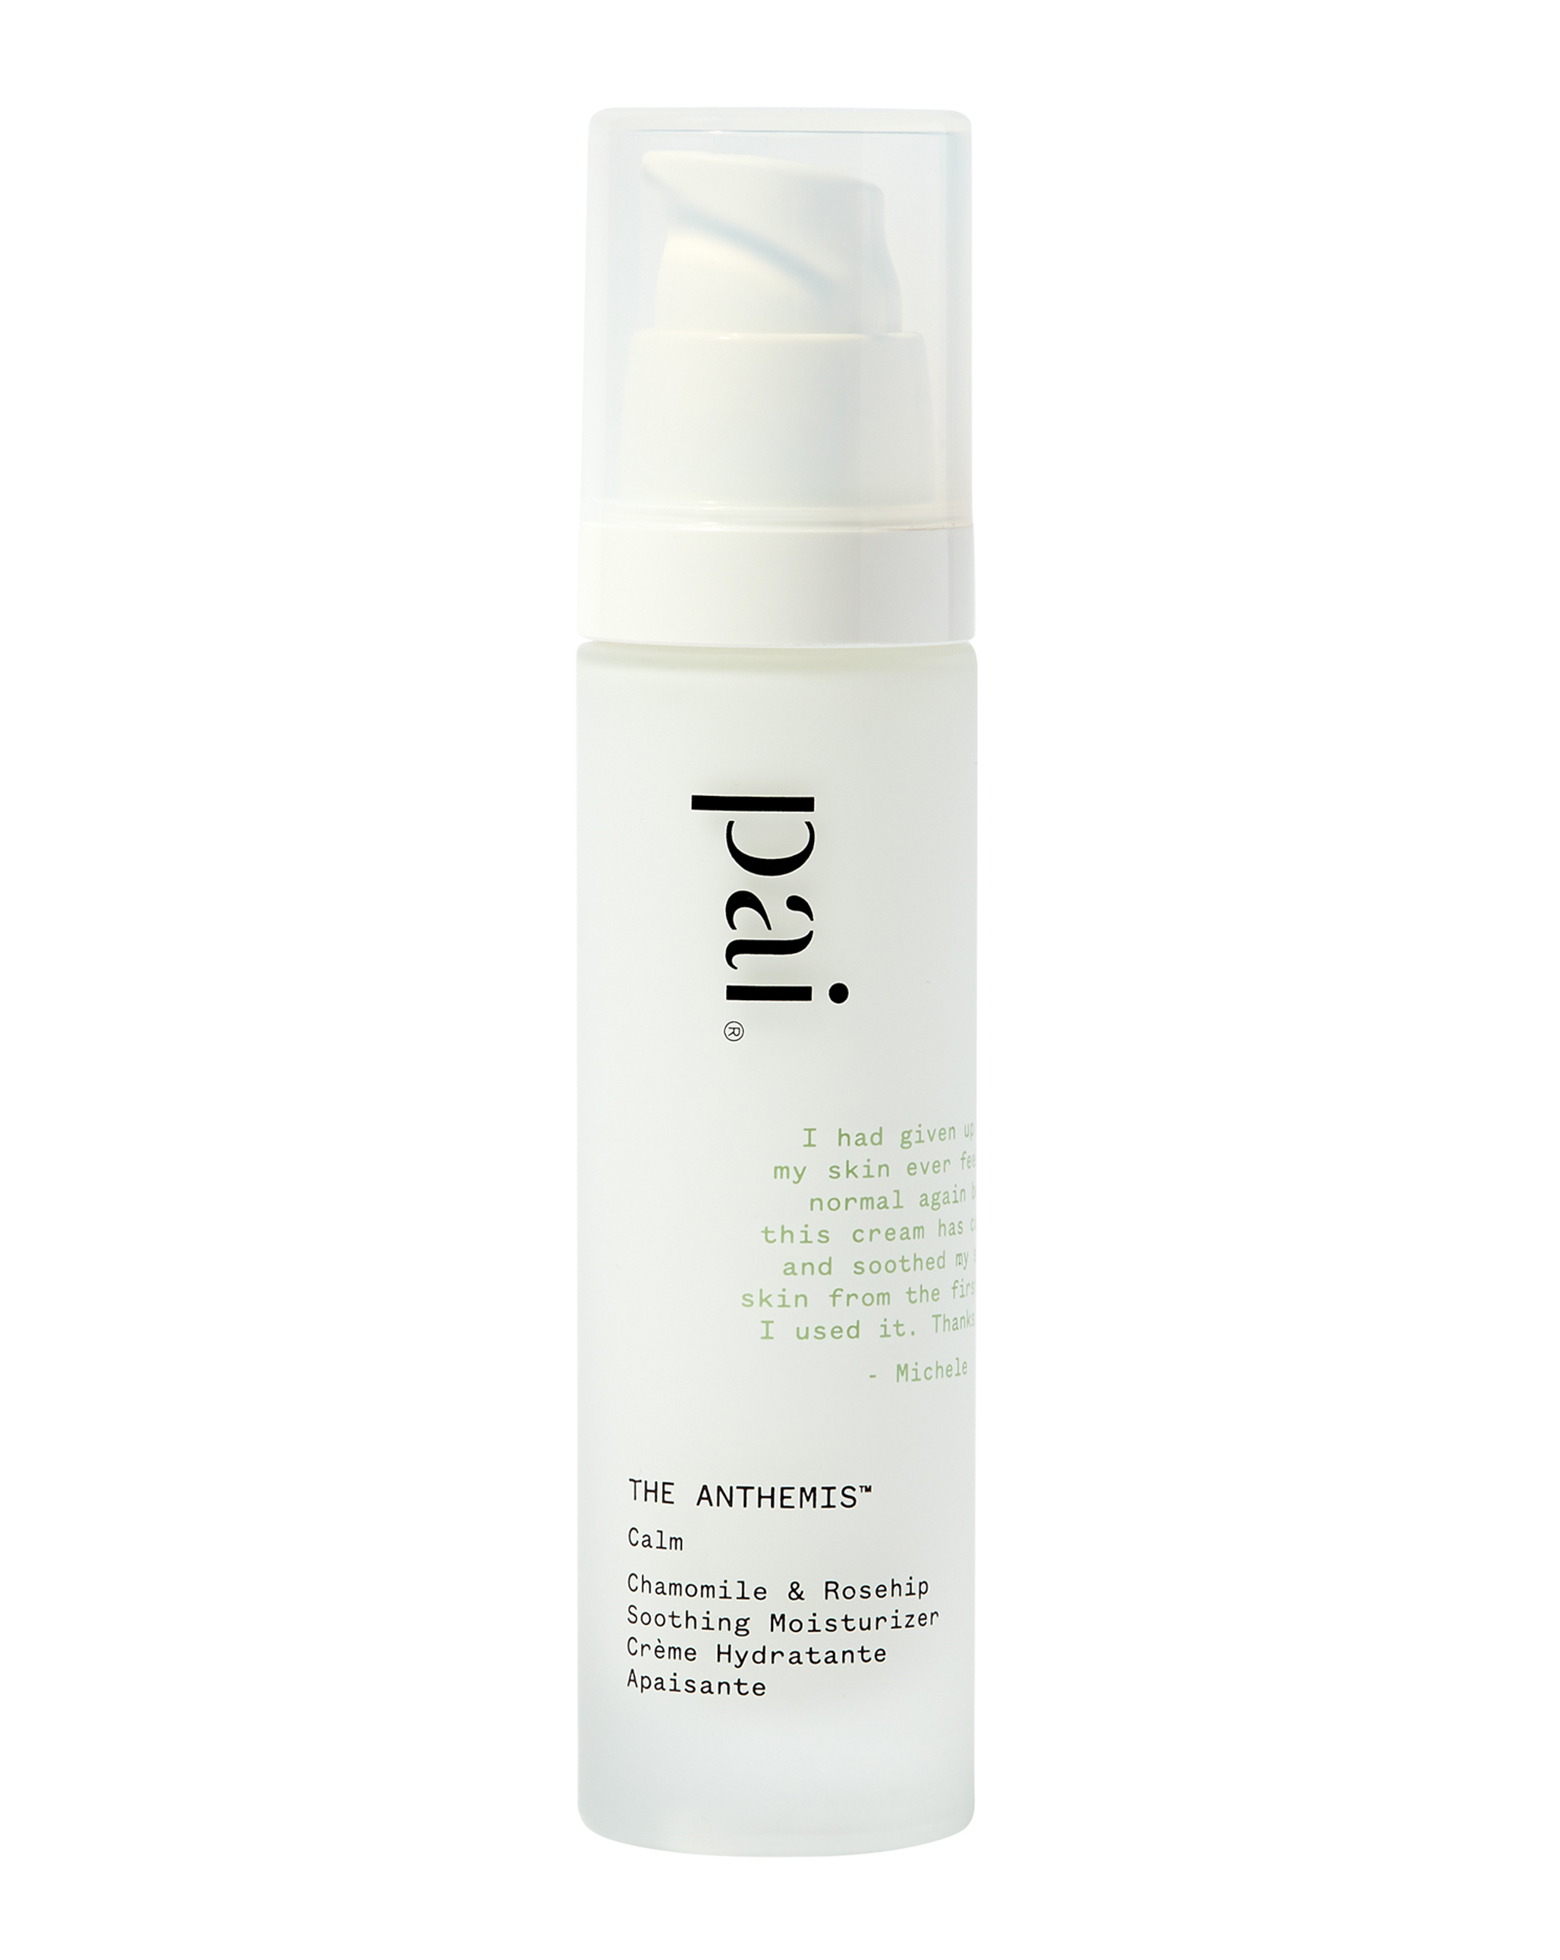 pai®
I had given up
my skin ever
normal again
this cream has
and soothed my
skin from the
I used it.
- Michele
THE ANTHEMIS™
Calm
Chamomile & Rosehip
Soothing Moisturizer
Crème Hydratante
Apaisante